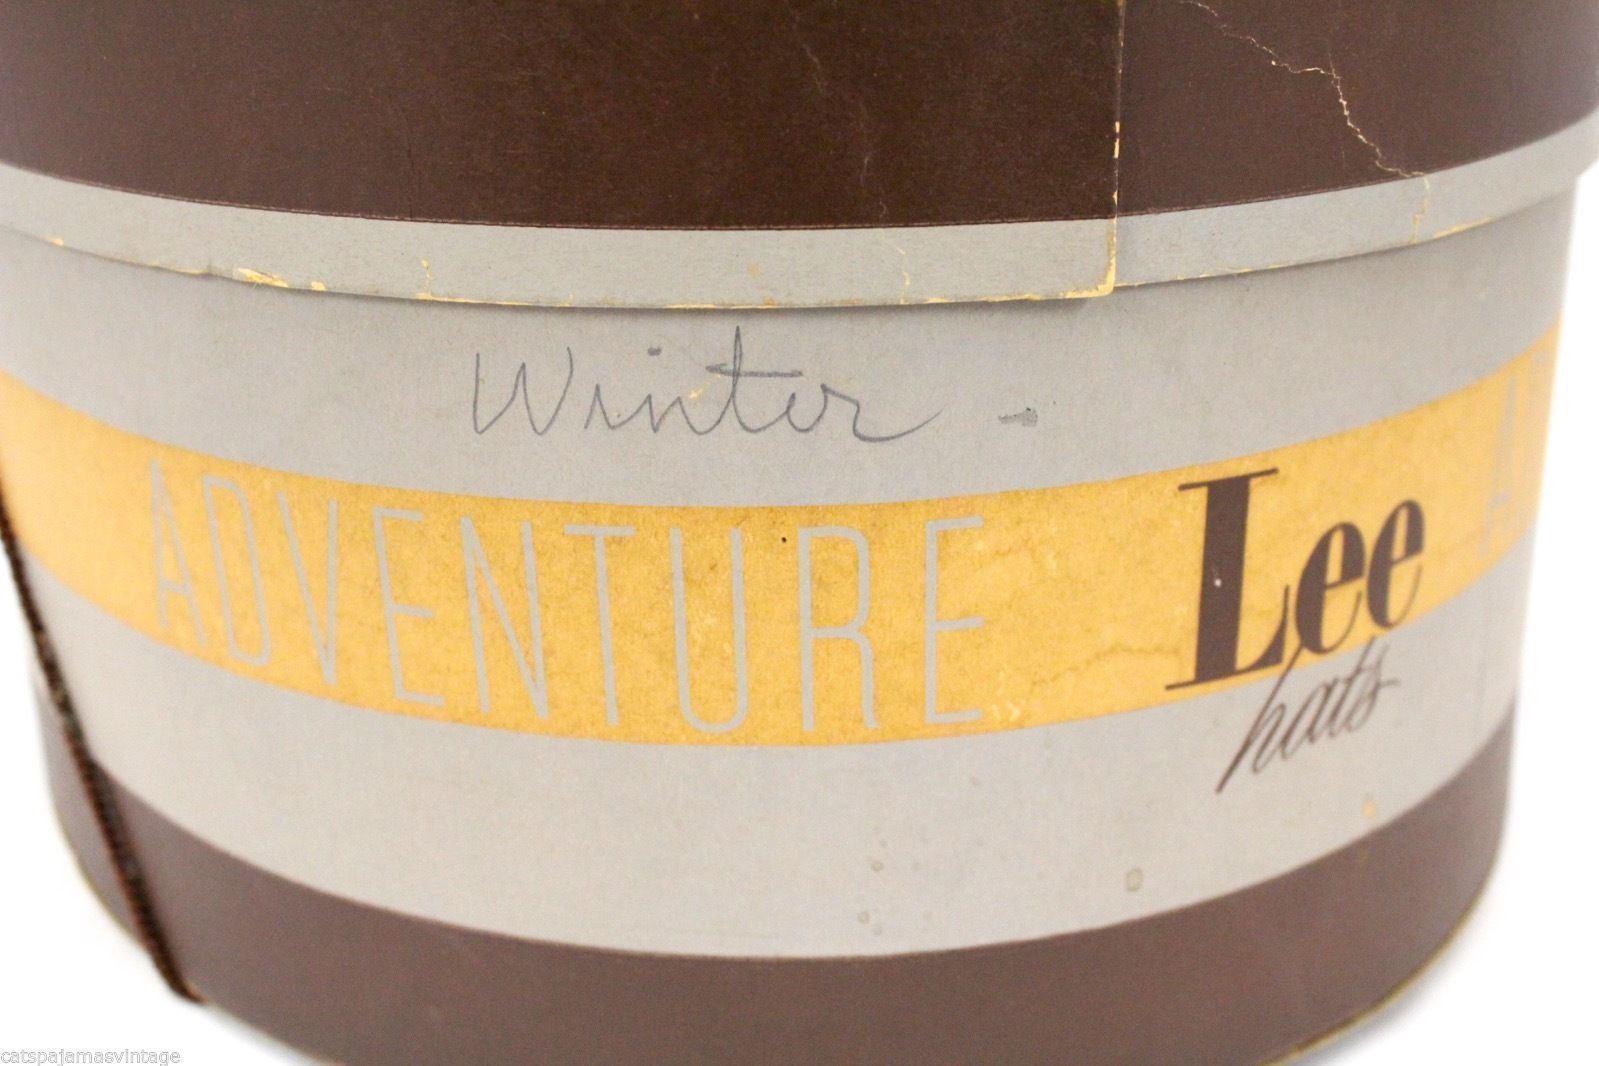 Winter -
ADVENTURE Lee
hats
catspajamasvintage